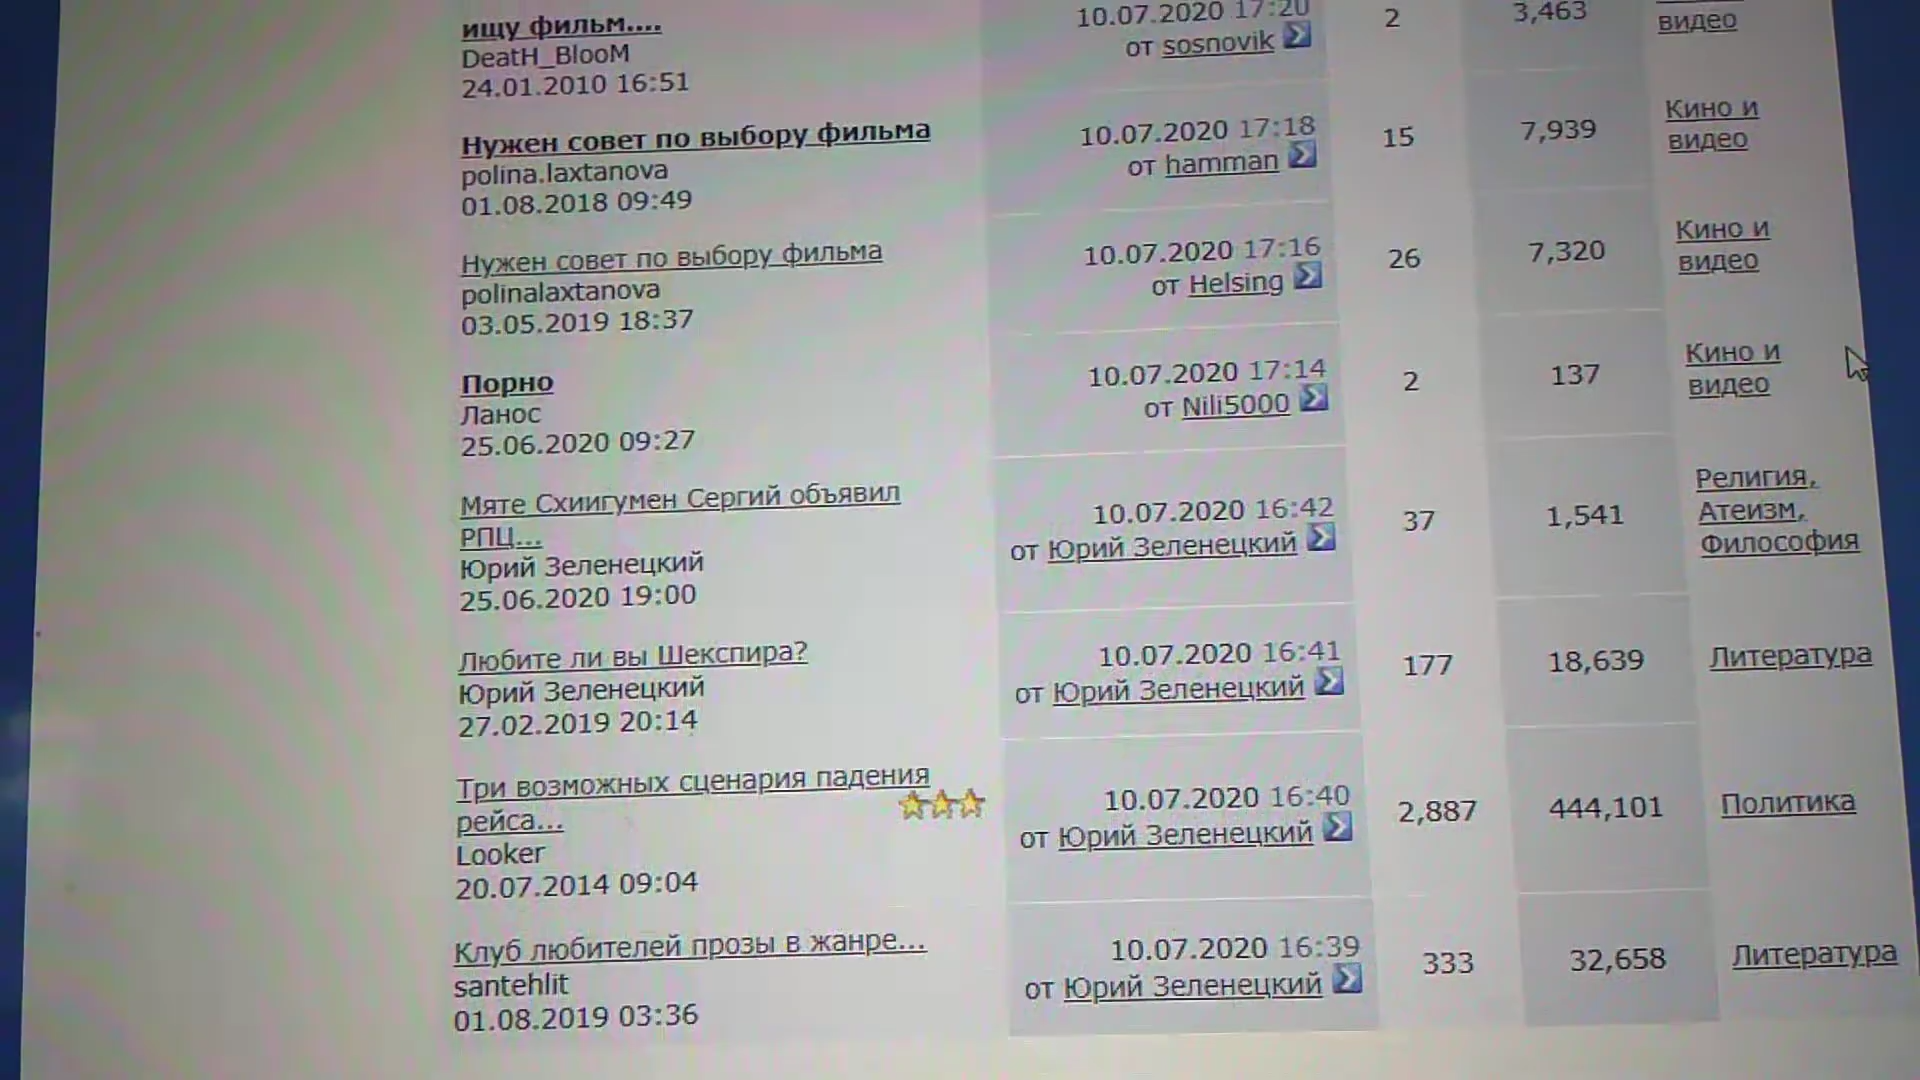 ищу фильм....
DeatH_BlooM
24.01.2010 16:51
10.07.2020 17:20
от sosnovik
2
3,463
видео
Нужен совет по выбору фильма
polina.laxtanova
01.08.2018 09:49
10.07.2020 17:18
от hamman
15
7,939
Кино и
видео
Нужен совет по выбору фильма
polinalaxtanova
03.05.2019 18:37
10.07.2020 17:16
от Helsing
26
7,320
Кино и
видео
Порно
Ланос
25.06.2020 09:27
10.07.2020 17:14
от Nili5000
2
137
Кино и
видео
Мяте Схиигумен Сергий объявил
РПЦ...
Юрий Зеленецкий
25.06.2020 19:00
10.07.2020 16:42
от Юрий Зеленецкий
37
1,541
Религия,
Атеизм,
Философия
Любите ли вы Шекспира?
Юрий Зеленецкий
27.02.2019 20:14
10.07.2020 16:41
от Юрий Зеленецкий
177
18,639
Литература
Три возможных сценария падения
рейса...
Looker
20.07.2014 09:04
10.07.2020 16:40
от Юрий Зеленецкий
2,887
444,101
Политика
Клуб любителей прозы в жанре...
santehlit
01.08.2019 03:36
10.07.2020 16:39
от Юрий Зеленецкий
333
32,658
Литература